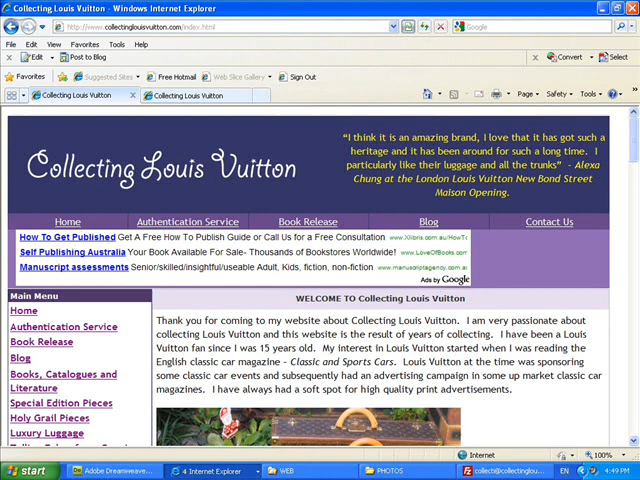 Collecting Louis Vuitton - Windows Internet Explorer
http://www.collectinglouisvuitton.com/index.html
Google
File Edit View Favorites Tools Help
Edit Post to Blog
Convert Select
Favorites Suggested Sites Free Hotmail Web Slice Gallery Sign Out
Collecting Louis Vuitton Collecting Louis Vuitton
Page Safety Tools
Collecting Louis Vuitton
“I think it is an amazing brand, I love that it has got such a
heritage and it has been around for such a long time. I
particularly like their luggage and all the trunks” - Alexa
Chung at the London Louis Vuitton New Bond Street
Maison Opening.
Home Authentication Service Book Release Blog Contact Us
How To Get Published Get A Free How To Publish Guide or Call Us for a Free Consultation www.Xlibris.com.au/HowTo
Self Publishing Australia Your Book Available For Sale- Thousands of Bookstores Worldwide! www.LoveOfBooks.com
Manuscript assessments Senior/skilled/insightful/useable Adult, Kids, fiction, non-fiction www.manuscriptagency.com.au
Ads by Google
Main Menu
Home
Authentication Service
Book Release
Blog
Books, Catalogues and
Literature
Special Edition Pieces
Holy Grail Pieces
Luxury Luggage
WELCOME TO Collecting Louis Vuitton
Thank you for coming to my website about Collecting Louis Vuitton. I am very passionate about
collecting Louis Vuitton and this website is the result of years of collecting. I have been a Louis
Vuitton fan since I was 15 years old. My interest in Louis Vuitton started when I was reading the
English classic car magazine - Classic and Sports Cars. Louis Vuitton at the time was sponsoring
some classic car events and subsequently had an advertising campaign in some up market classic car
magazines. I have always had a soft spot for high quality print advertisements.
Internet 100%
start Adobe Dreamweave... 4 Internet Explorer WEB PHOTOS collecti@collectinglou... EN 4:49 PM